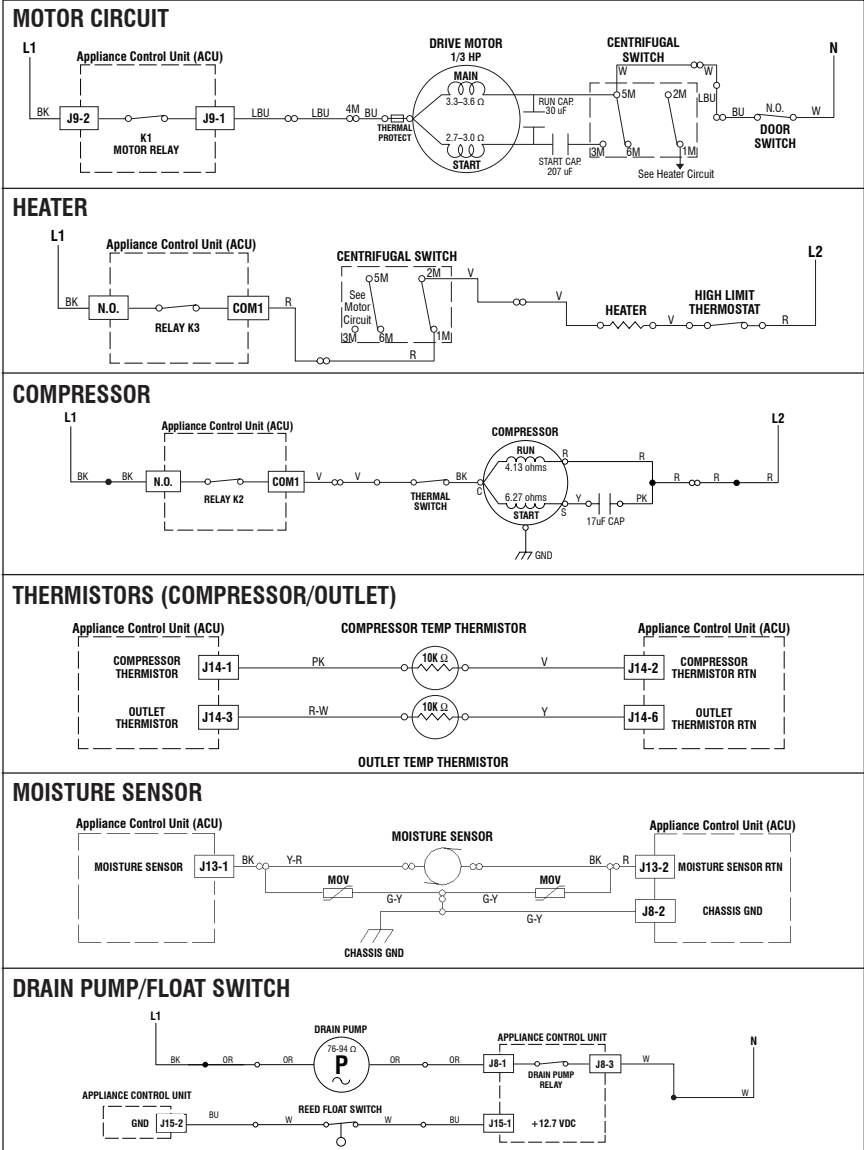 MOTOR CIRCUIT
L1
Appliance Control Unit (ACU)
DRIVE MOTOR
1/3 HP
CENTRIFUGAL
SWITCH
N
MAIN
3.3–3.6 Ω
W
W
BK
J9-2
J9-1
LBU
LBU
4M
BU
THERMAL
PROTECT
RUN CAP.
30 uF
5M
2M
LBU
BU
N.O.
W
DOOR
SWITCH
K1
MOTOR RELAY
2.7–3.0 Ω
START
START CAP.
207 uF
3M
6M
1M
See Heater Circuit
HEATER
L1
Appliance Control Unit (ACU)
L2
CENTRIFUGAL SWITCH
BK
N.O.
COM1
R
RELAY K3
5M
2M
V
See
Motor
Circuit
3M
6M
1M
R
V
HEATER
V
HIGH LIMIT
THERMOSTAT
R
COMPRESSOR
L1
Appliance Control Unit (ACU)
COMPRESSOR
L2
RUN
R
R
4.13 ohms
BK
BK
N.O.
COM1
V
V
BK
R
R
R
RELAY K2
THERMAL
SWITCH
C
6.27 ohms
START
S
Y
PK
17uF CAP
GND
THERMISTORS (COMPRESSOR/OUTLET)
Appliance Control Unit (ACU)
COMPRESSOR TEMP THERMISTOR
Appliance Control Unit (ACU)
COMPRESSOR
THERMISTOR
J14-1
PK
10K Ω
V
J14-2
COMPRESSOR
THERMISTOR RTN
OUTLET
THERMISTOR
J14-3
R-W
10K Ω
Y
J14-6
OUTLET
THERMISTOR RTN
OUTLET TEMP THERMISTOR
MOISTURE SENSOR
Appliance Control Unit (ACU)
MOISTURE SENSOR
Appliance Control Unit (ACU)
MOISTURE SENSOR
J13-1
BK
Y-R
BK
R
J13-2
MOISTURE SENSOR RTN
MOV
MOV
G-Y
G-Y
G-Y
J8-2
CHASSIS GND
CHASSIS GND
DRAIN PUMP/FLOAT SWITCH
L1
DRAIN PUMP
APPLIANCE CONTROL UNIT
N
76-94 Ω
P
BK
OR
OR
OR
OR
J8-1
J8-3
W
DRAIN PUMP
RELAY
W
APPLIANCE CONTROL UNIT
GND
J15-2
BU
W
REED FLOAT SWITCH
W
BU
J15-1
+12.7 VDC